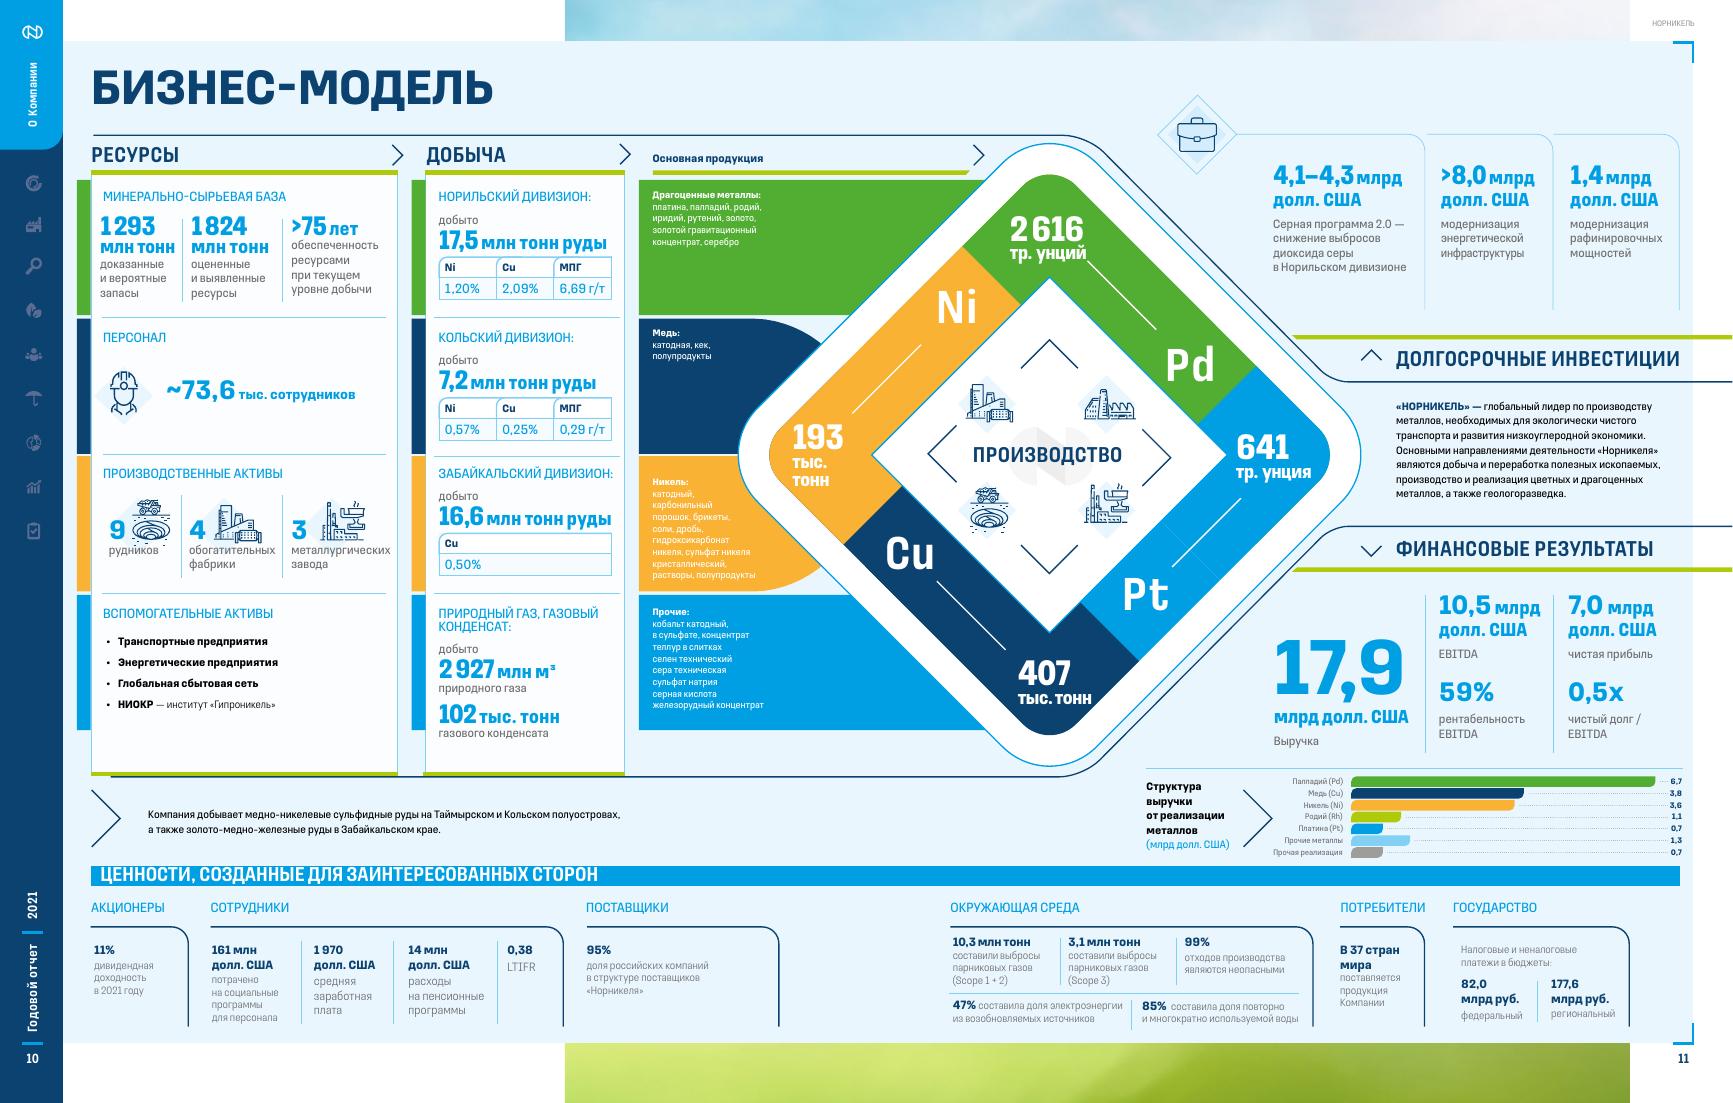 НОРНИКЕЛЬ
О Компании
БИЗНЕС-МОДЕЛЬ
РЕСУРСЫ
МИНЕРАЛЬНО-СЫРЬЕВАЯ БАЗА
1 293
млн тонн
доказанные
и вероятные
запасы
1 824
млн тонн
оцененные
и выявленные
ресурсы
>75 лет
обеспеченность
ресурсами
при текущем
уровне добычи
ПЕРСОНАЛ
~73,6 тыс. сотрудников
ПРОИЗВОДСТВЕННЫЕ АКТИВЫ
9
рудников
4
обогатительных
фабрики
3
металлургических
завода
ВСПОМОГАТЕЛЬНЫЕ АКТИВЫ
• Транспортные предприятия
• Энергетические предприятия
• Глобальная сбытовая сеть
• НИОКР — институт «Гипроникель»
ДОБЫЧА
НОРИЛЬСКИЙ ДИВИЗИОН:
добыто
17,5 млн тонн руды
Ni Cu МПГ
1,20% 2,09% 6,69 г/т
КОЛЬСКИЙ ДИВИЗИОН:
добыто
7,2 млн тонн руды
Ni Cu МПГ
0,57% 0,25% 0,29 г/т
ЗАБАЙКАЛЬСКИЙ ДИВИЗИОН:
добыто
16,6 млн тонн руды
Cu
0,50%
ПРИРОДНЫЙ ГАЗ, ГАЗОВЫЙ
КОНДЕНСАТ:
добыто
2 927 млн м³
природного газа
102 тыс. тонн
газового конденсата
Основная продукция
Драгоценные металлы:
платина, палладий, родий,
иридий, рутений, золото,
золотой гравитационный
концентрат, серебро
Медь:
катодная, кек,
полупродукты
Никель:
катодный,
карбонильный
порошок, брикеты,
соли, дробь,
гидроксикарбонат
никеля, сульфат никеля
кристаллический,
растворы, полупродукты
Прочие:
кобальт катодный,
в сульфате, концентрат
теллур в слитках
селен технический
сера техническая
сульфат натрия
серная кислота
железорудный концентрат
2 616
тр. унций
Pd
Ni
193
тыс.
тонн
ПРОИЗВОДСТВО
641
тр. унция
Pt
Cu
407
тыс. тонн
4,1–4,3 млрд
долл. США
Серная программа 2.0 —
снижение выбросов
диоксида серы
в Норильском дивизионе
>8,0 млрд
долл. США
модернизация
энергетической
инфраструктуры
1,4 млрд
долл. США
модернизация
рафинировочных
мощностей
ДОЛГОСРОЧНЫЕ ИНВЕСТИЦИИ
«НОРНИКЕЛЬ» — глобальный лидер по производству
металлов, необходимых для экологически чистого
транспорта и развития низкоуглеродной экономики.
Основными направлениями деятельности «Норникеля»
являются добыча и переработка полезных ископаемых,
производство и реализация цветных и драгоценных
металлов, а также геологоразведка.
ФИНАНСОВЫЕ РЕЗУЛЬТАТЫ
17,9
млрд долл. США
Выручка
10,5 млрд
долл. США
EBITDA
7,0 млрд
долл. США
чистая прибыль
59%
рентабельность
EBITDA
0,5x
чистый долг /
EBITDA
Структура
выручки
от реализации
металлов
(млрд долл. США)
Палладий (Pd) 6,7
Медь (Cu) 3,8
Никель (Ni) 3,6
Родий (Rh) 1,1
Платина (Pt) 0,7
Прочие металлы 1,3
Прочая реализация 0,7
Компания добывает медно-никелевые сульфидные руды на Таймырском и Кольском полуостровах,
а также золото-медно-железные руды в Забайкальском крае.
ЦЕННОСТИ, СОЗДАННЫЕ ДЛЯ ЗАИНТЕРЕСОВАННЫХ СТОРОН
АКЦИОНЕРЫ
11%
дивидендная
доходность
в 2021 году
СОТРУДНИКИ
161 млн
долл. США
потрачено
на социальные
программы
для персонала
1 970
долл. США
средняя
заработная
плата
14 млн
долл. США
расходы
на пенсионные
программы
0,38
LTIFR
ПОСТАВЩИКИ
95%
доля российских компаний
в структуре поставщиков
«Норникеля»
ОКРУЖАЮЩАЯ СРЕДА
10,3 млн тонн
составили выбросы
парниковых газов
(Scope 1 + 2)
3,1 млн тонн
составили выбросы
парниковых газов
(Scope 3)
99%
отходов производства
являются неопасными
47% составила доля электроэнергии
из возобновляемых источников
85% составила доля повторно
и многократно используемой воды
ПОТРЕБИТЕЛИ
В 37 стран
мира
поставляется
продукция
Компании
ГОСУДАРСТВО
Налоговые и неналоговые
платежи в бюджеты:
82,0
млрд руб.
федеральный
177,6
млрд руб.
региональный
Годовой отчет
2021
10
11